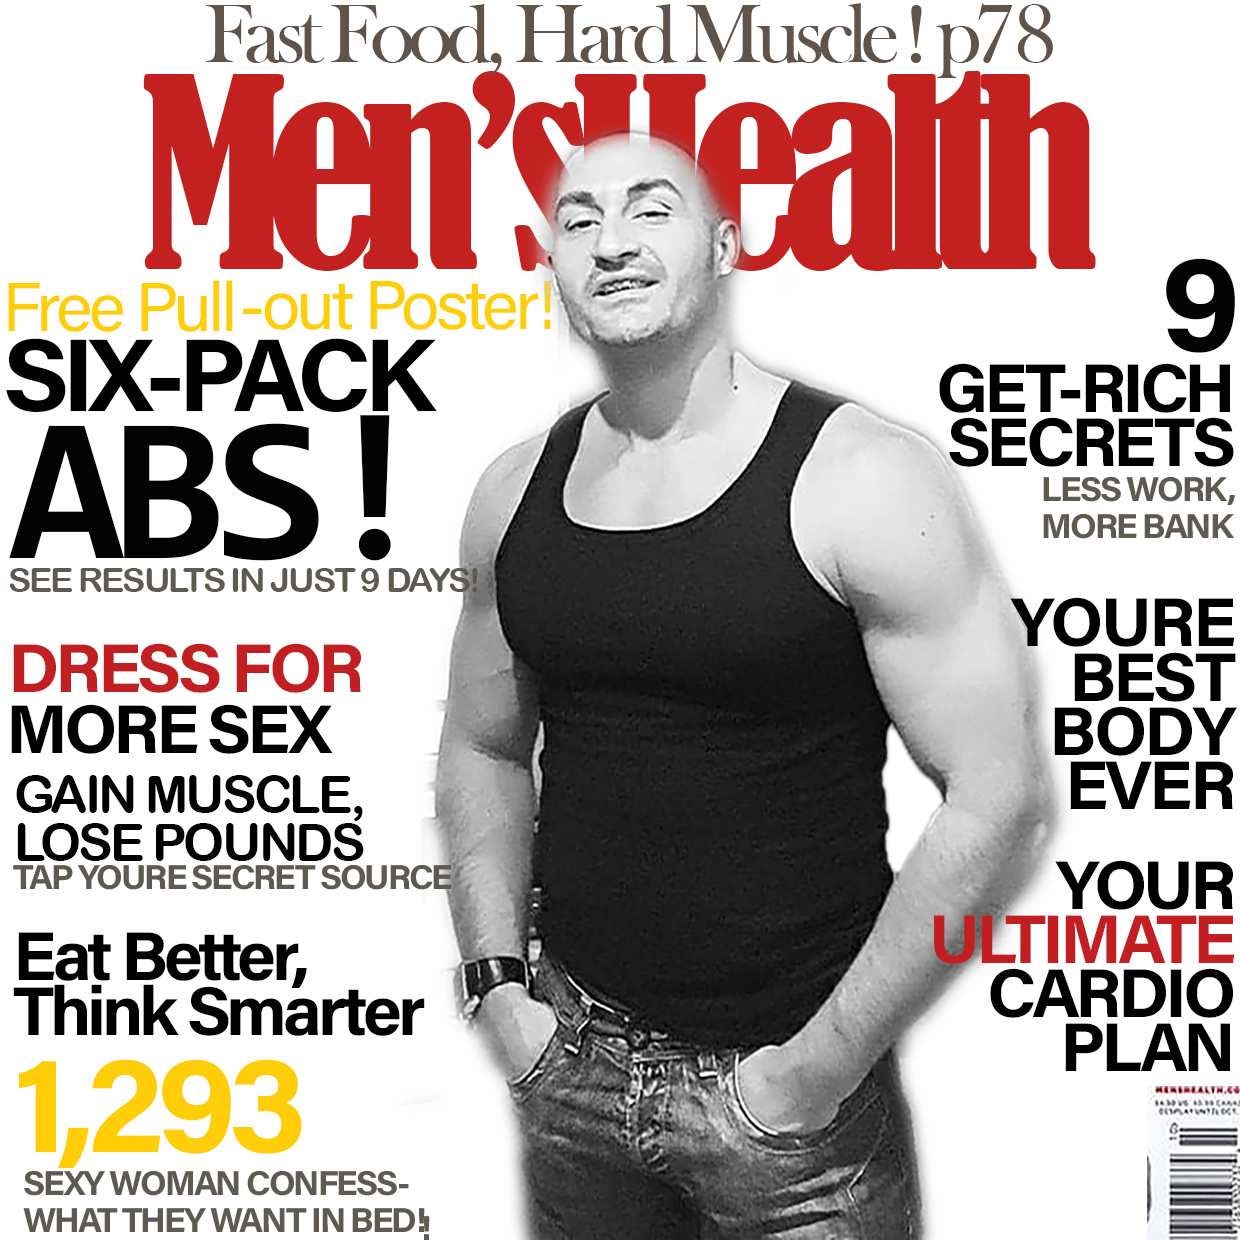 Fast Food, Hard Muscle ! p78
Men's Health
Free Pull-out Poster!
SIX-PACK
ABS !
SEE RESULTS IN JUST 9 DAYS!
DRESS FOR
MORE SEX
GAIN MUSCLE,
LOSE POUNDS
TAP YOURE SECRET SOURCE
Eat Better,
Think Smarter
1,293
SEXY WOMAN CONFESS-
WHAT THEY WANT IN BED!
9
GET-RICH
SECRETS
LESS WORK,
MORE BANK
YOURE
BEST
BODY
EVER
YOUR
ULTIMATE
CARDIO
PLAN
MENSHEALTH.CO
DISPLAY UNTIL OCT.